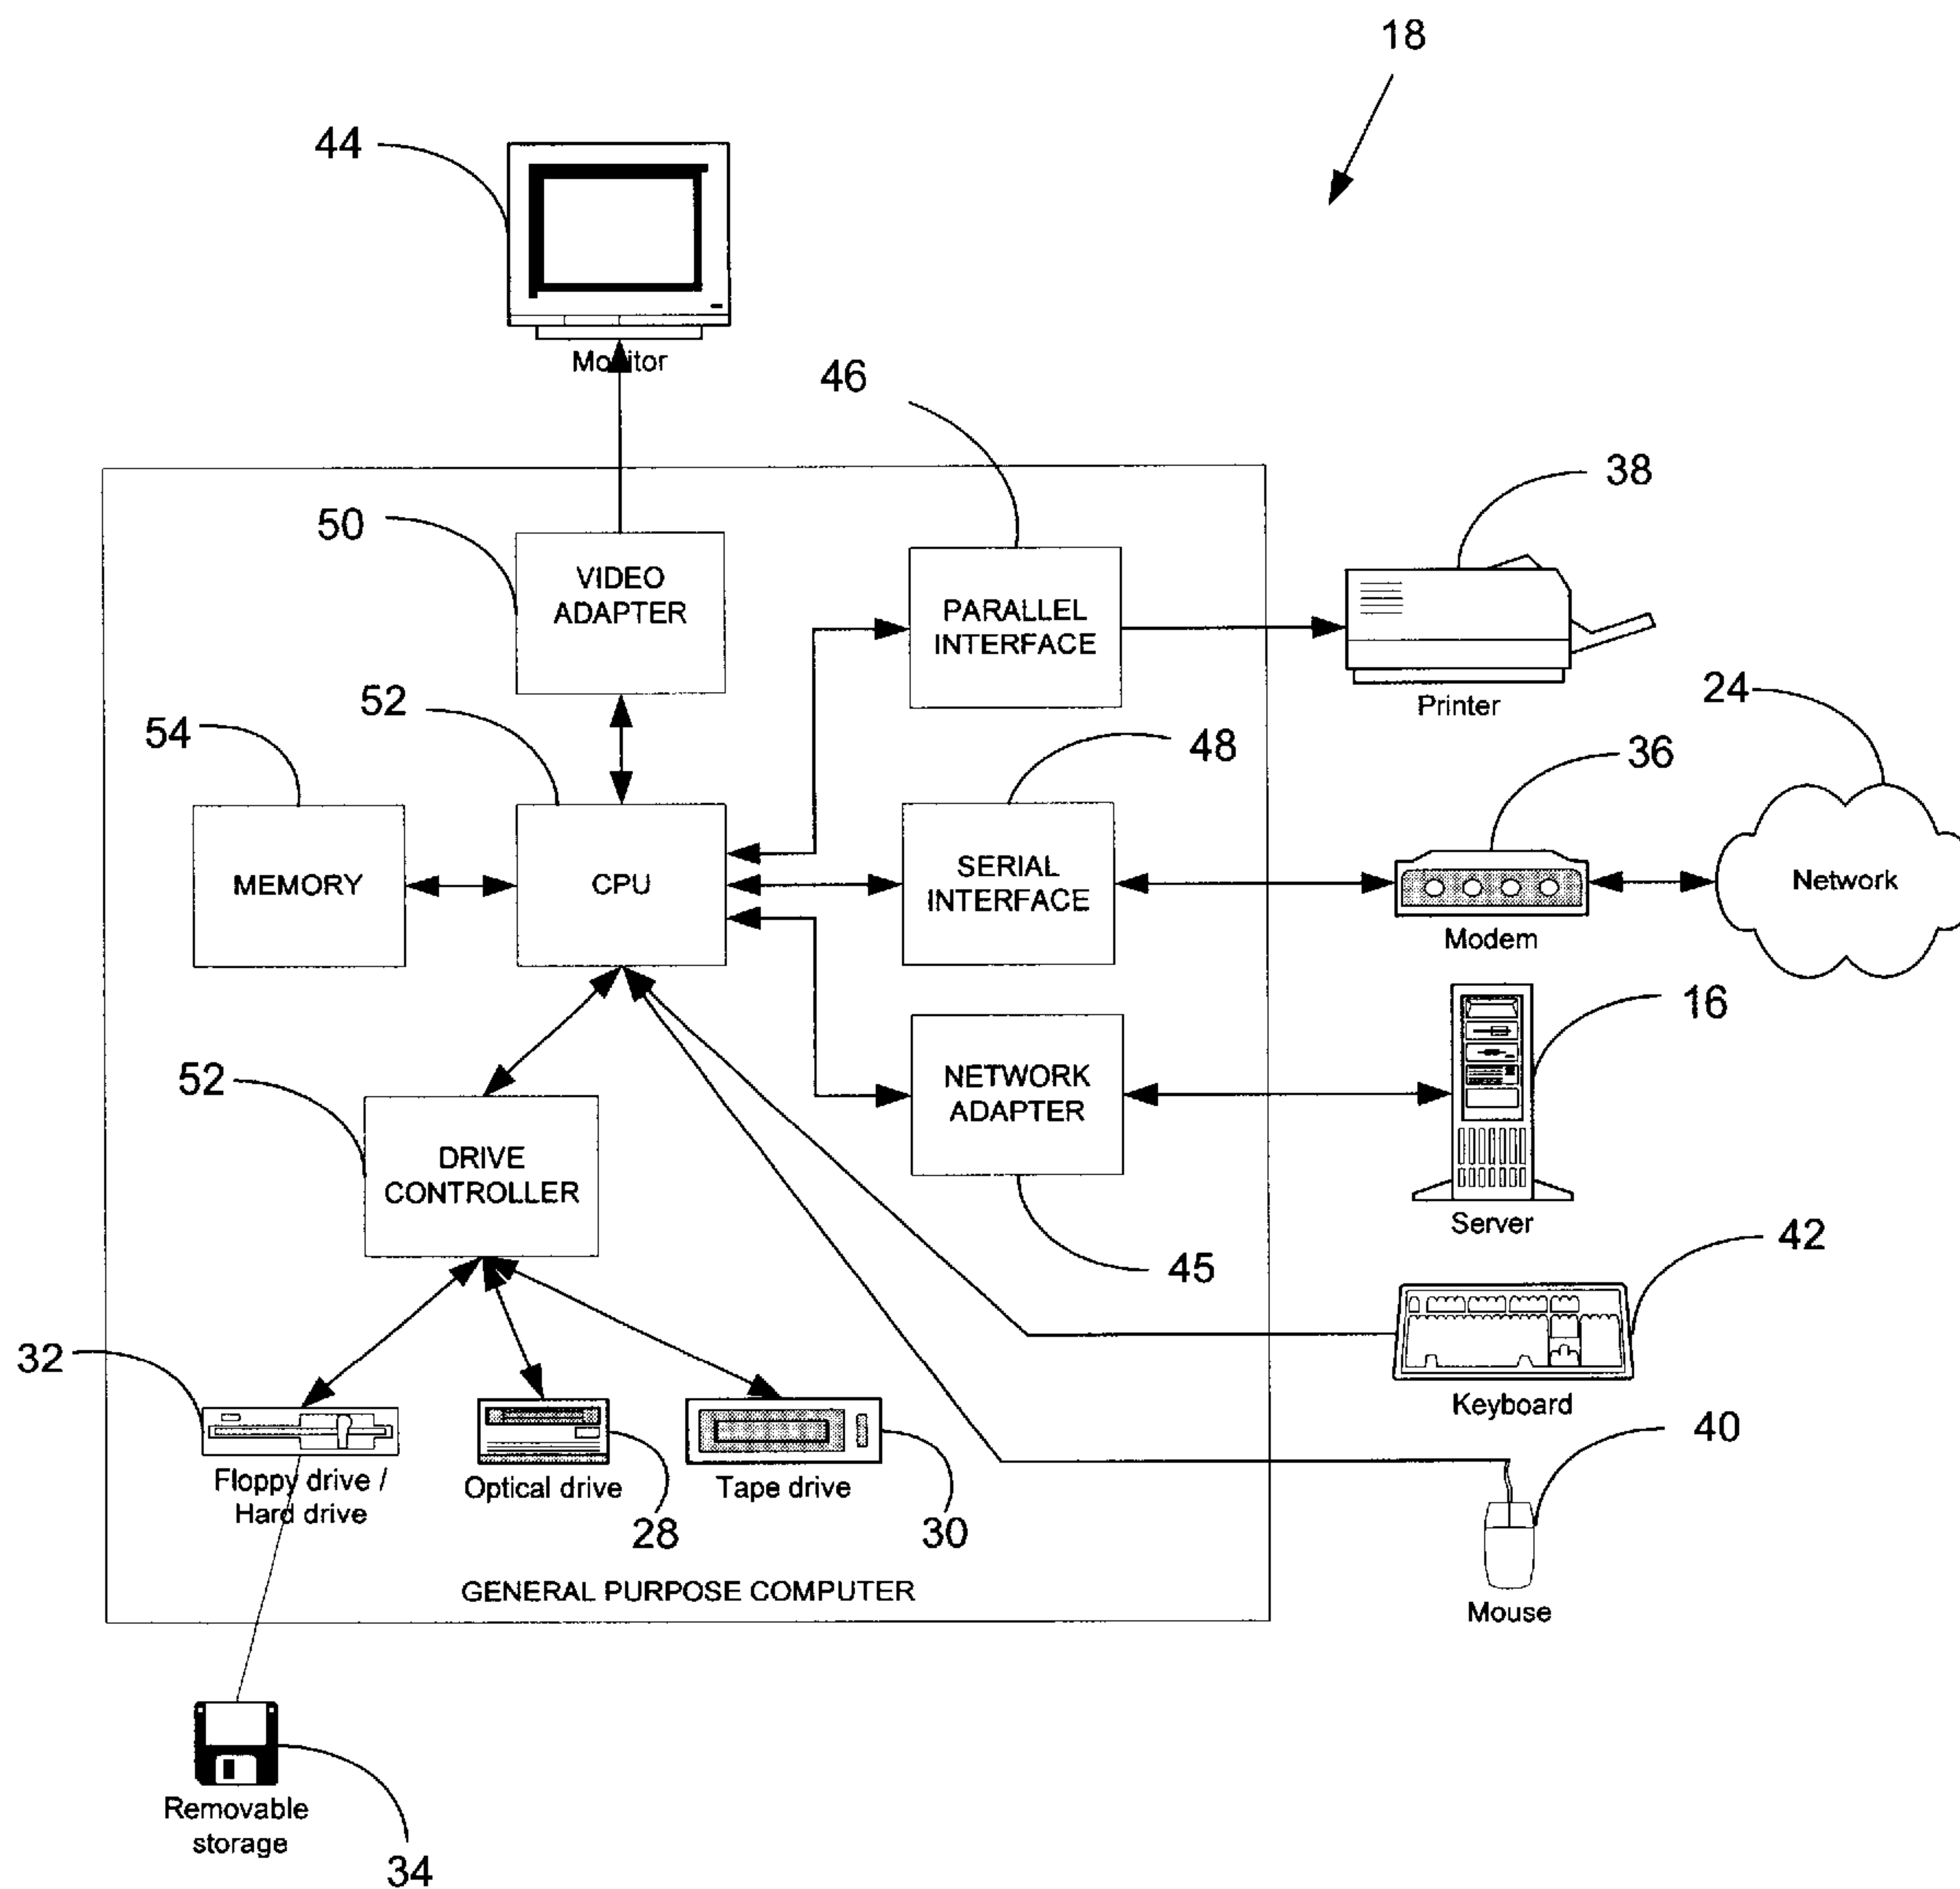 18
44
Monitor
46
38
50
VIDEO
ADAPTER
PARALLEL
INTERFACE
Printer
24
52
54
48
36
MEMORY
CPU
SERIAL
INTERFACE
Network
Modem
16
52
NETWORK
ADAPTER
DRIVE
CONTROLLER
Server
45
42
32
Keyboard
40
Floppy drive /
Hard drive
Optical drive
Tape drive
28
30
GENERAL PURPOSE COMPUTER
Mouse
Removable
storage
34